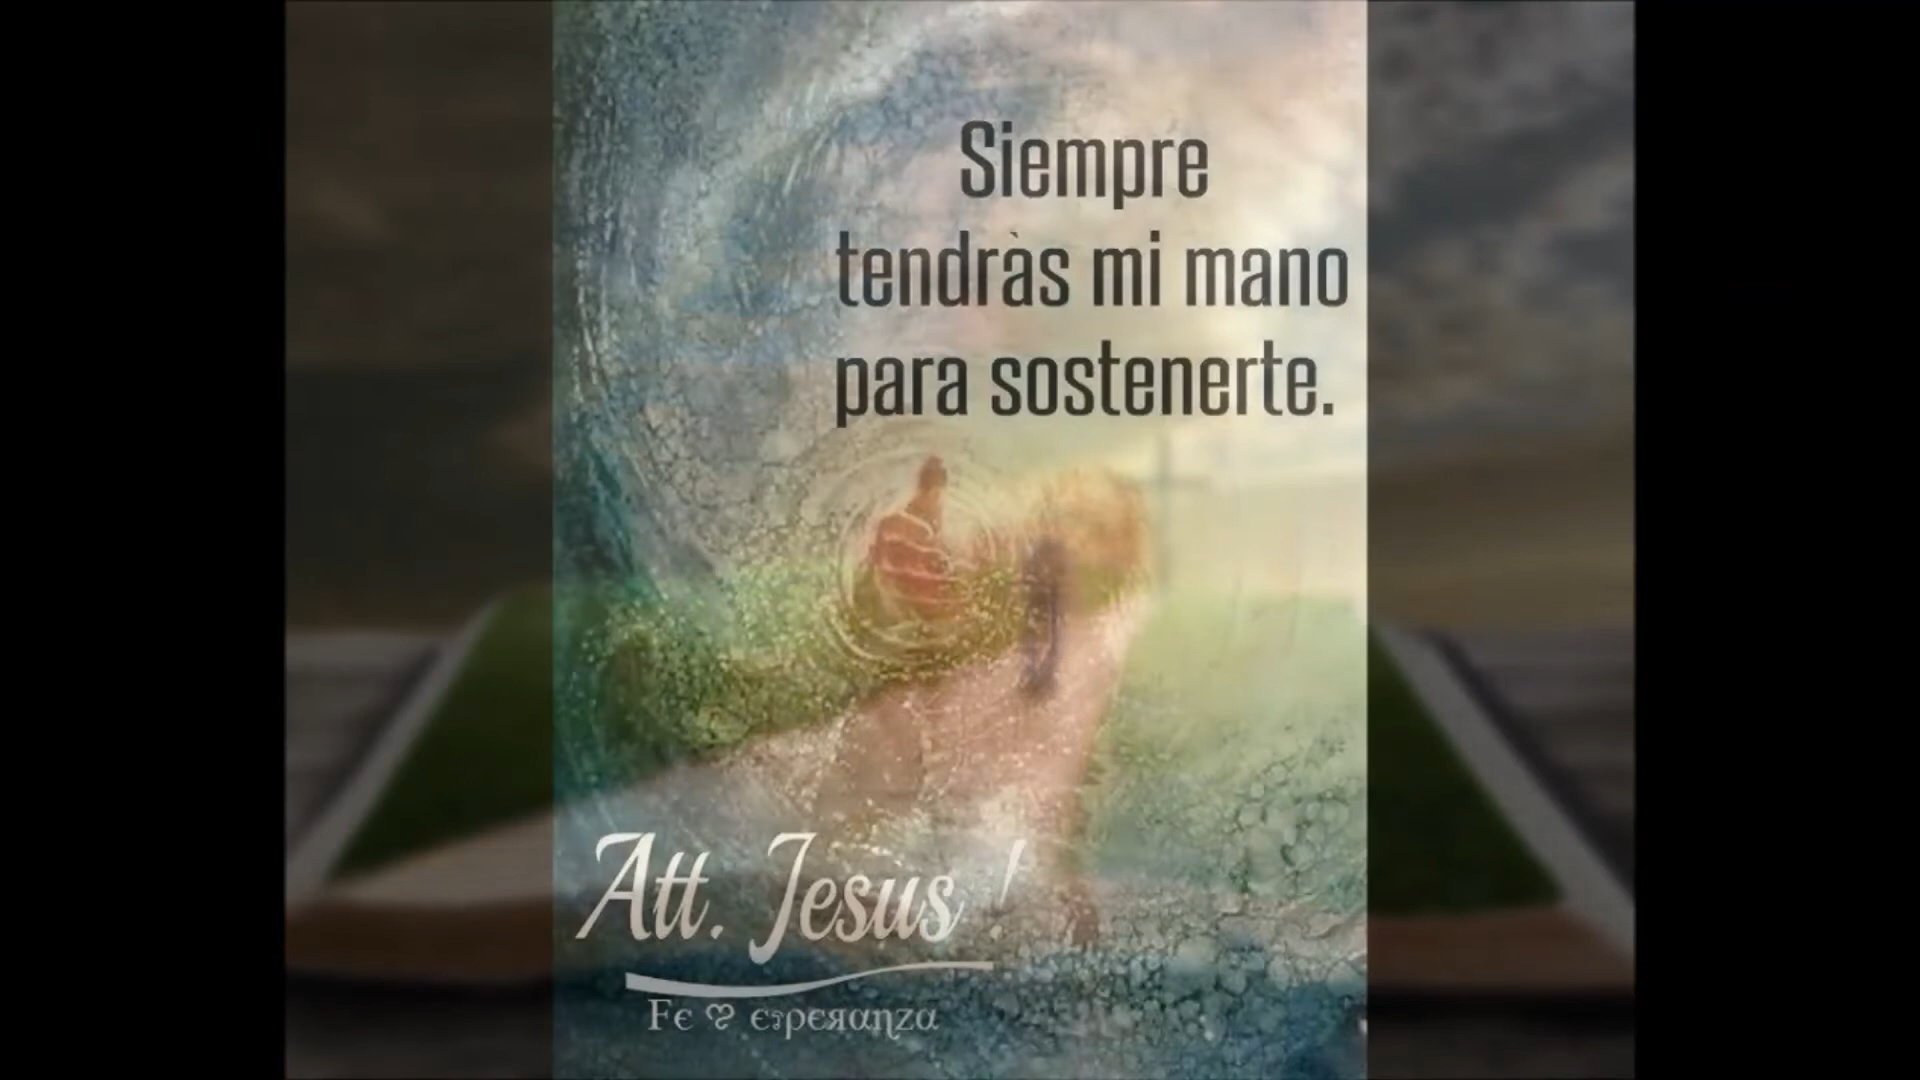 Siempre
tendràs mi mano
para sostenerte.
Att. Jesus !
Fe ღ esperanza